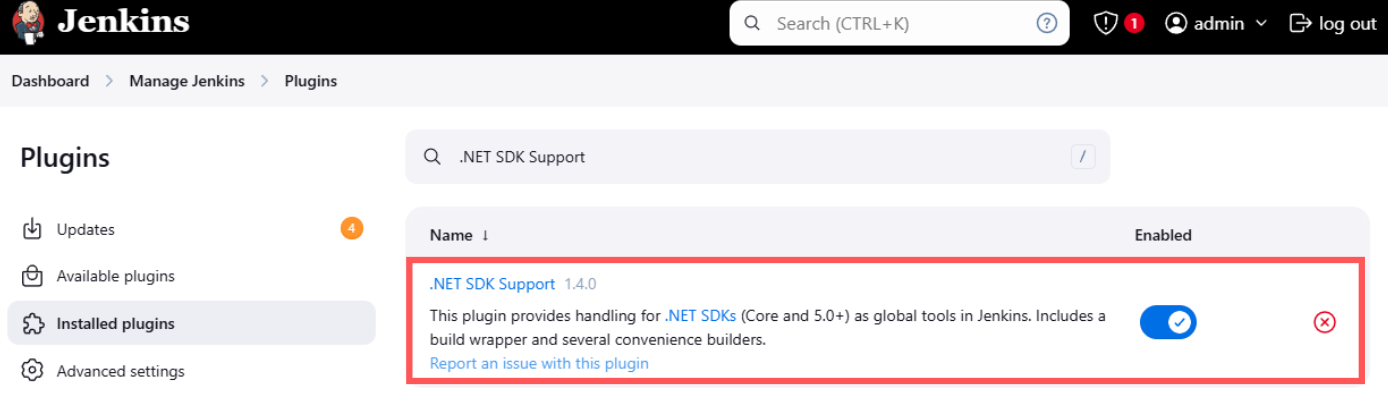 Jenkins
Search (CTRL+K)
?
1
admin
log out
Dashboard > Manage Jenkins > Plugins
Plugins
.NET SDK Support
/
Updates
4
Available plugins
Installed plugins
Advanced settings
Name ↓
Enabled
.NET SDK Support 1.4.0
This plugin provides handling for .NET SDKs (Core and 5.0+) as global tools in Jenkins. Includes a
build wrapper and several convenience builders.
Report an issue with this plugin